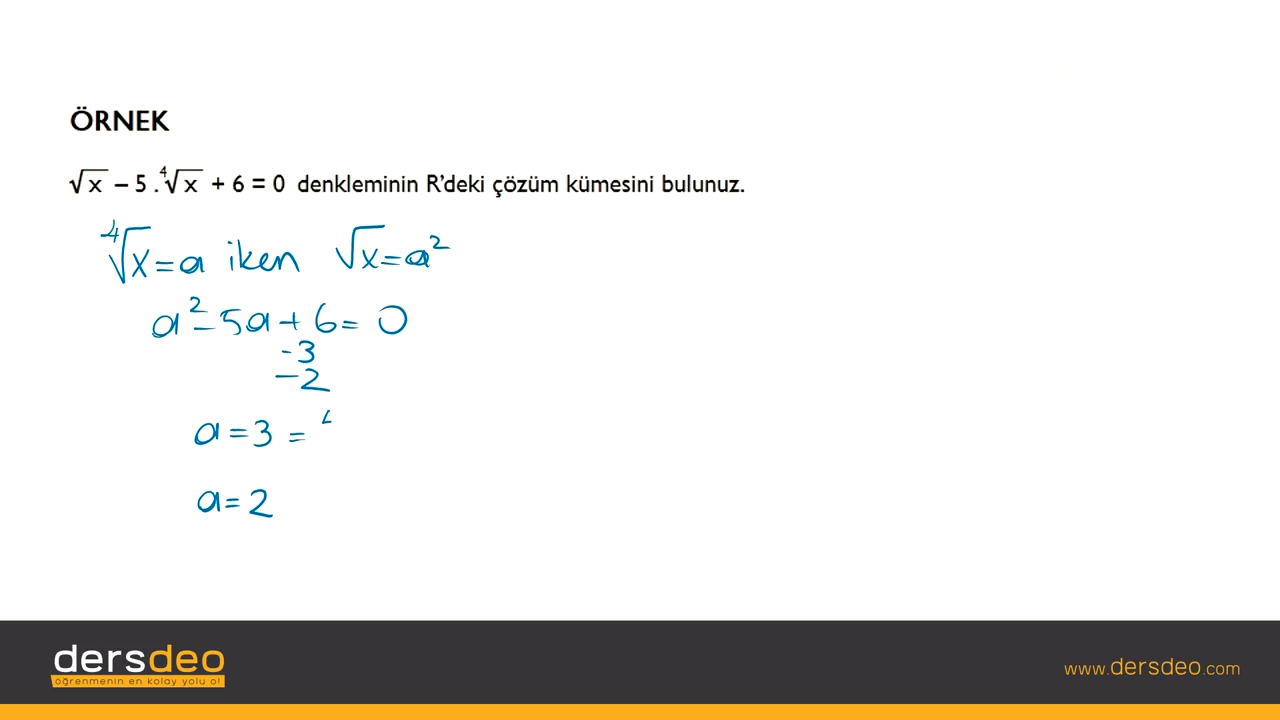 ÖRNEK
√x – 5 . ⁴√x + 6 = 0 denkleminin R’deki çözüm kümesini bulunuz.
⁴√x = a iken √x = a²
a² – 5a + 6 = 0
-3
-2
a = 3 = 4
a = 2
dersdeo
öğrenmenin en kolay yolu o!
www.dersdeo.com